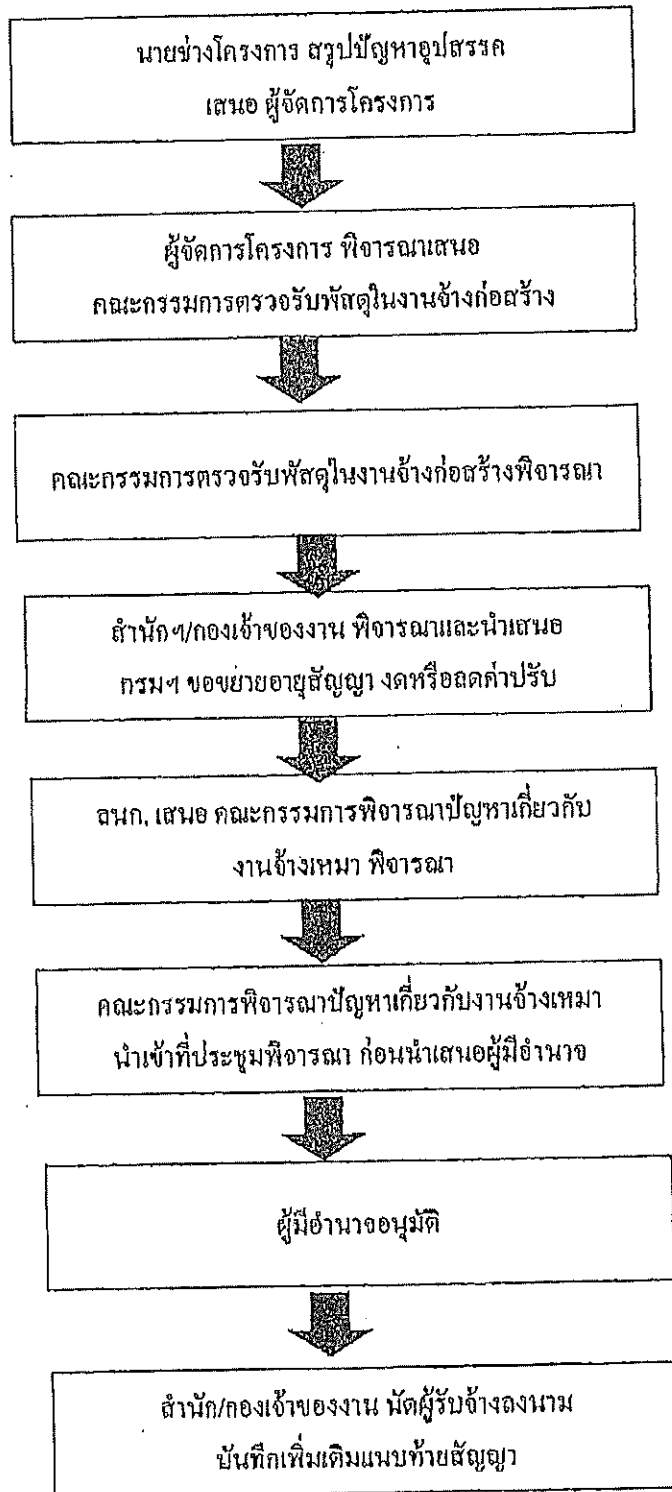 นายช่างโครงการ สรุปปัญหาอุปสรรค
เสนอ ผู้จัดการโครงการ
ผู้จัดการโครงการ พิจารณาเสนอ
คณะกรรมการตรวจรับพัสดุในงานจ้างก่อสร้าง
คณะกรรมการตรวจรับพัสดุในงานจ้างก่อสร้างพิจารณา
สำนักฯ/กองเจ้าของงาน พิจารณาและนำเสนอ
กรมฯ ขอขยายอายุสัญญา งดหรือลดค่าปรับ
ลนก. เสนอ คณะกรรมการพิจารณาปัญหาเกี่ยวกับ
งานจ้างเหมา พิจารณา
คณะกรรมการพิจารณาปัญหาเกี่ยวกับงานจ้างเหมา
นำเข้าที่ประชุมพิจารณา ก่อนนำเสนอผู้มีอำนาจ
ผู้มีอำนาจอนุมัติ
สำนัก/กองเจ้าของงาน นัดผู้รับจ้างลงนาม
บันทึกเพิ่มเติมแนบท้ายสัญญา